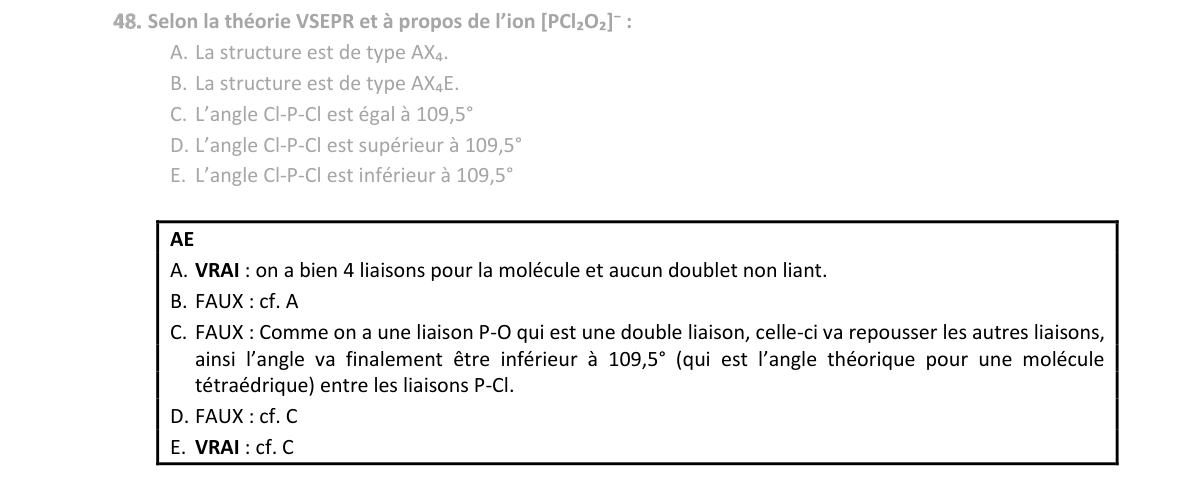 48. Selon la théorie VSEPR et à propos de l’ion [PCl₂O₂]⁻ :
A. La structure est de type AX₄.
B. La structure est de type AX₄E.
C. L’angle Cl-P-Cl est égal à 109,5°
D. L’angle Cl-P-Cl est supérieur à 109,5°
E. L’angle Cl-P-Cl est inférieur à 109,5°
AE
A. VRAI : on a bien 4 liaisons pour la molécule et aucun doublet non liant.
B. FAUX : cf. A
C. FAUX : Comme on a une liaison P-O qui est une double liaison, celle-ci va repousser les autres liaisons,
ainsi l’angle va finalement être inférieur à 109,5° (qui est l’angle théorique pour une molécule
tétraédrique) entre les liaisons P-Cl.
D. FAUX : cf. C
E. VRAI : cf. C